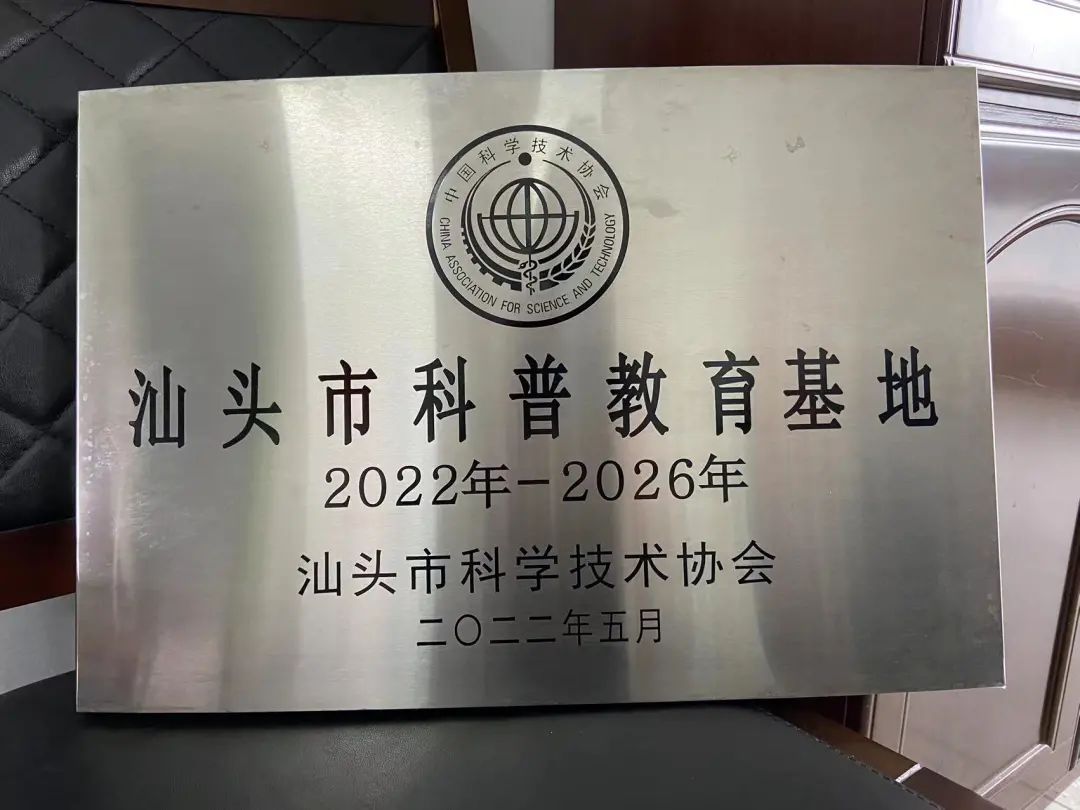 中国科学技术协会
CHINA ASSOCIATION FOR SCIENCE AND TECHNOLOGY
汕头市科普教育基地
2022年-2026年
汕头市科学技术协会
二〇二二年五月